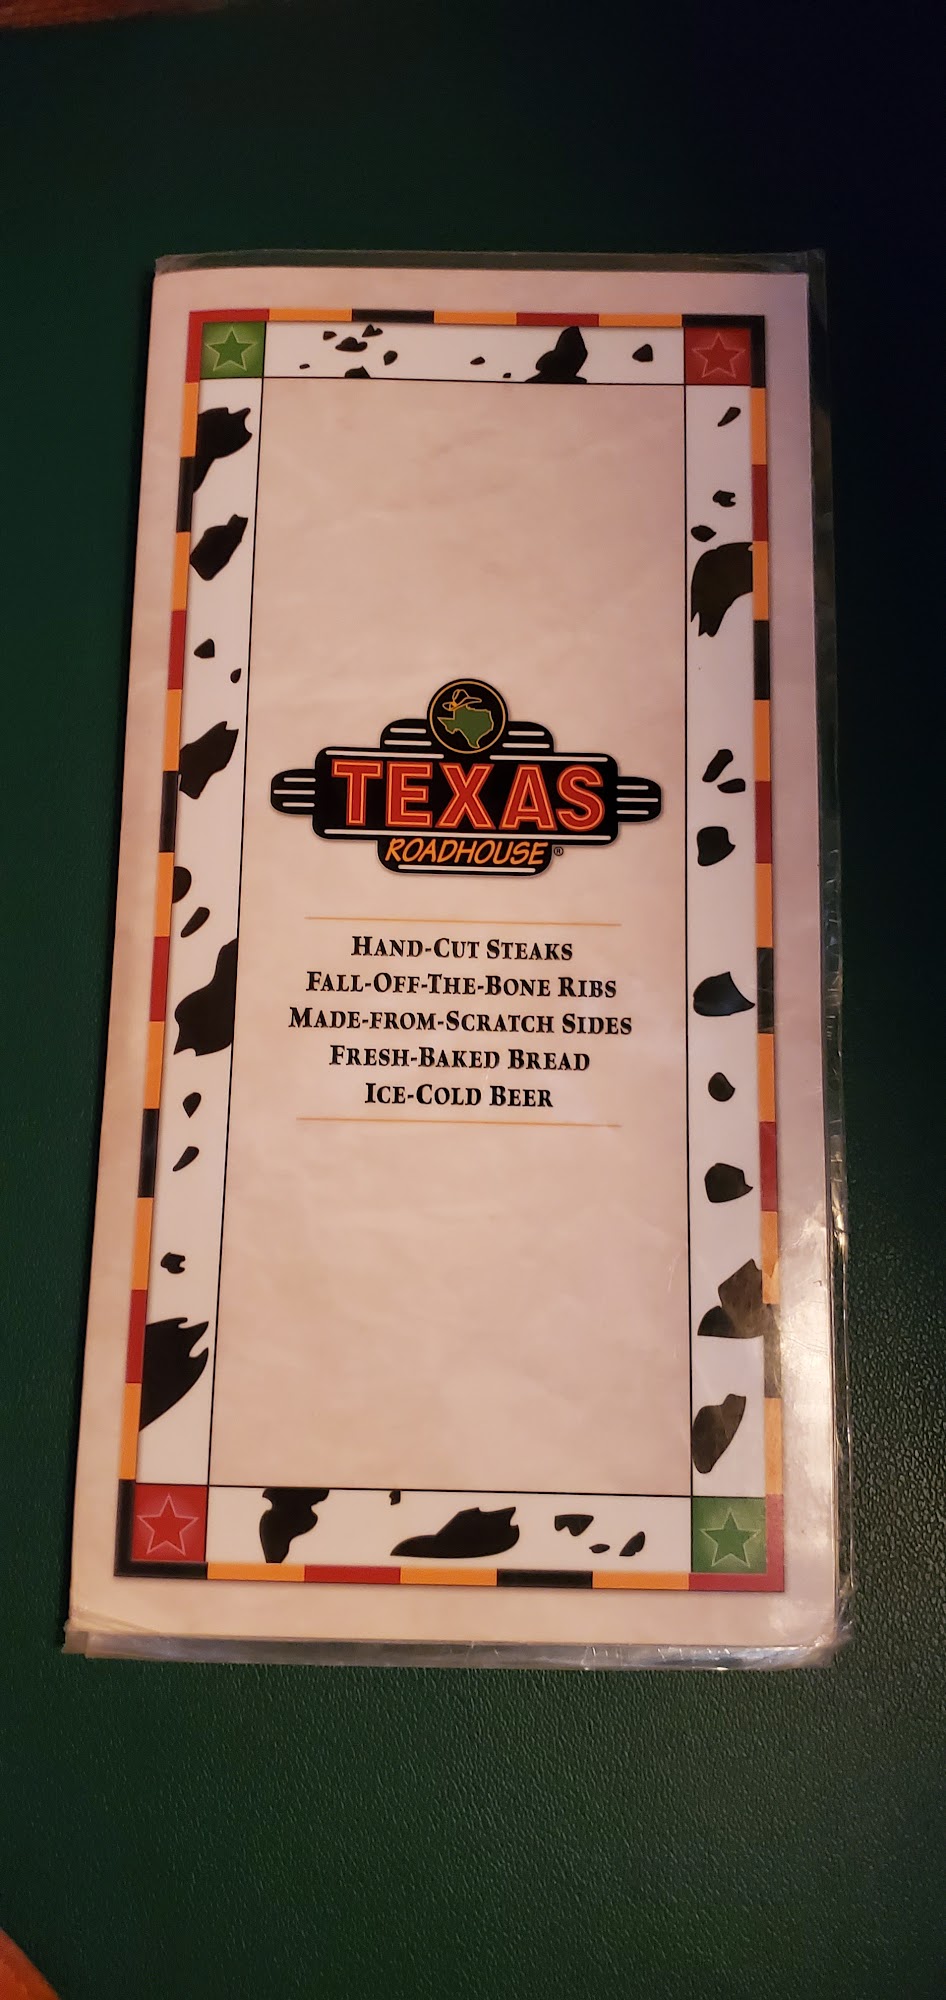 TEXAS
ROADHOUSE®
HAND-CUT STEAKS
FALL-OFF-THE-BONE RIBS
MADE-FROM-SCRATCH SIDES
FRESH-BAKED BREAD
ICE-COLD BEER